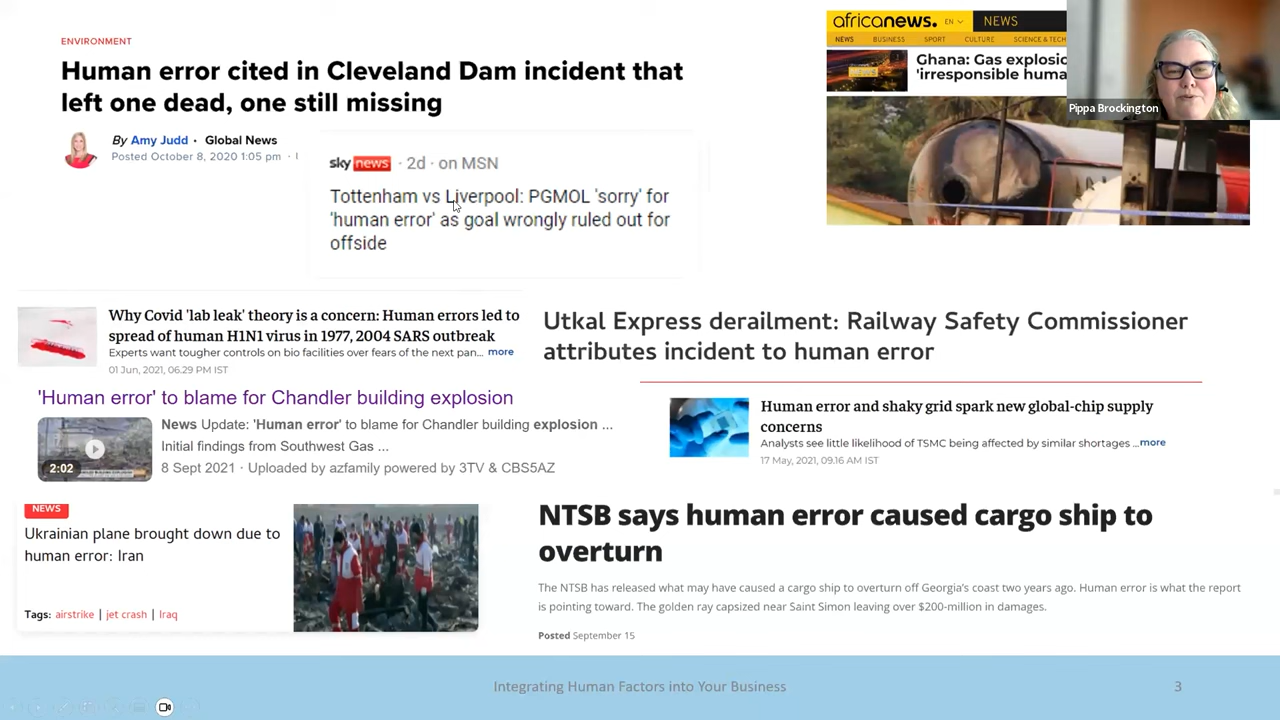 ENVIRONMENT
Human error cited in Cleveland Dam incident that
left one dead, one still missing
By Amy Judd · Global News
Posted October 8, 2020 1:05 pm ·
sky news · 2d · on MSN
Tottenham vs Liverpool: PGMOL 'sorry' for
'human error' as goal wrongly ruled out for
offside
africanews. EN NEWS
NEWS BUSINESS SPORT CULTURE SCIENCE & TECH
Ghana: Gas explosio
'irresponsible huma
Pippa Brockington
Why Covid 'lab leak' theory is a concern: Human errors led to
spread of human H1N1 virus in 1977, 2004 SARS outbreak
Experts want tougher controls on bio facilities over fears of the next pan... more
01 Jun, 2021, 06.29 PM IST
Utkal Express derailment: Railway Safety Commissioner
attributes incident to human error
'Human error' to blame for Chandler building explosion
News Update: 'Human error' to blame for Chandler building explosion ...
Initial findings from Southwest Gas ...
8 Sept 2021 · Uploaded by azfamily powered by 3TV & CBS5AZ
2:02
Human error and shaky grid spark new global-chip supply
concerns
Analysts see little likelihood of TSMC being affected by similar shortages ...more
17 May, 2021, 09.16 AM IST
NEWS
Ukrainian plane brought down due to
human error: Iran
Tags: airstrike | jet crash | Iraq
NTSB says human error caused cargo ship to
overturn
The NTSB has released what may have caused a cargo ship to overturn off Georgia's coast two years ago. Human error is what the report
is pointing toward. The golden ray capsized near Saint Simon leaving over $200-million in damages.
Posted September 15
Integrating Human Factors into Your Business
3